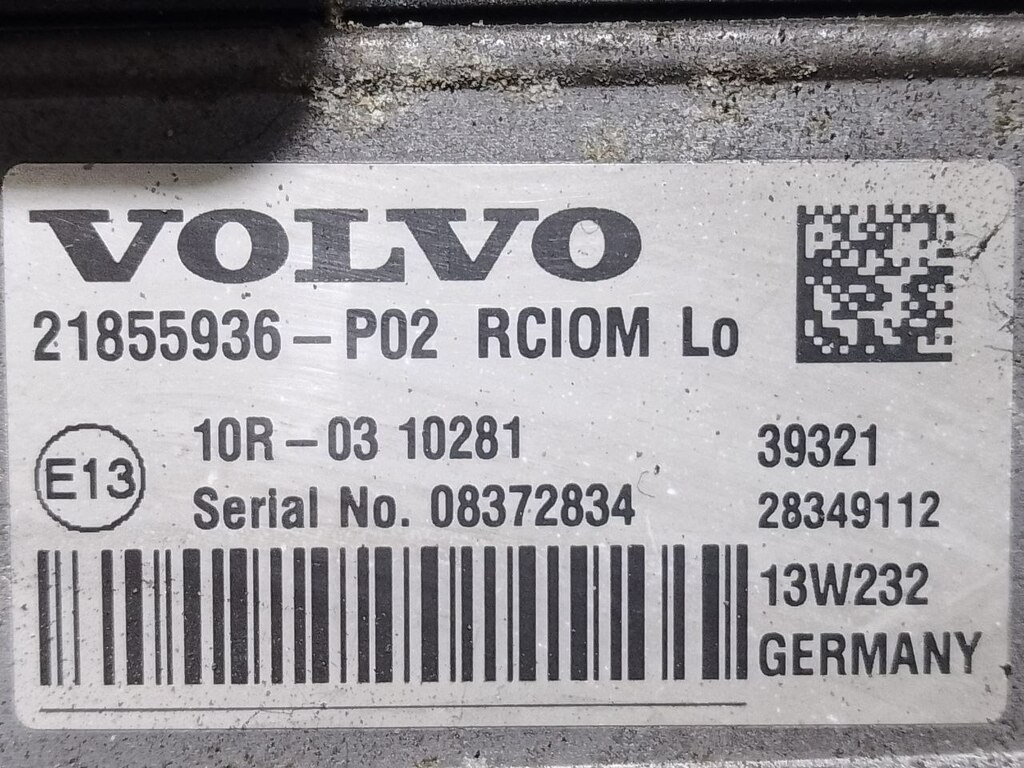 VOLVO
21855936-P02 RCIOM Lo
10R-03 10281
39321
E13
Serial No. 08372834
28349112
13W232
GERMANY